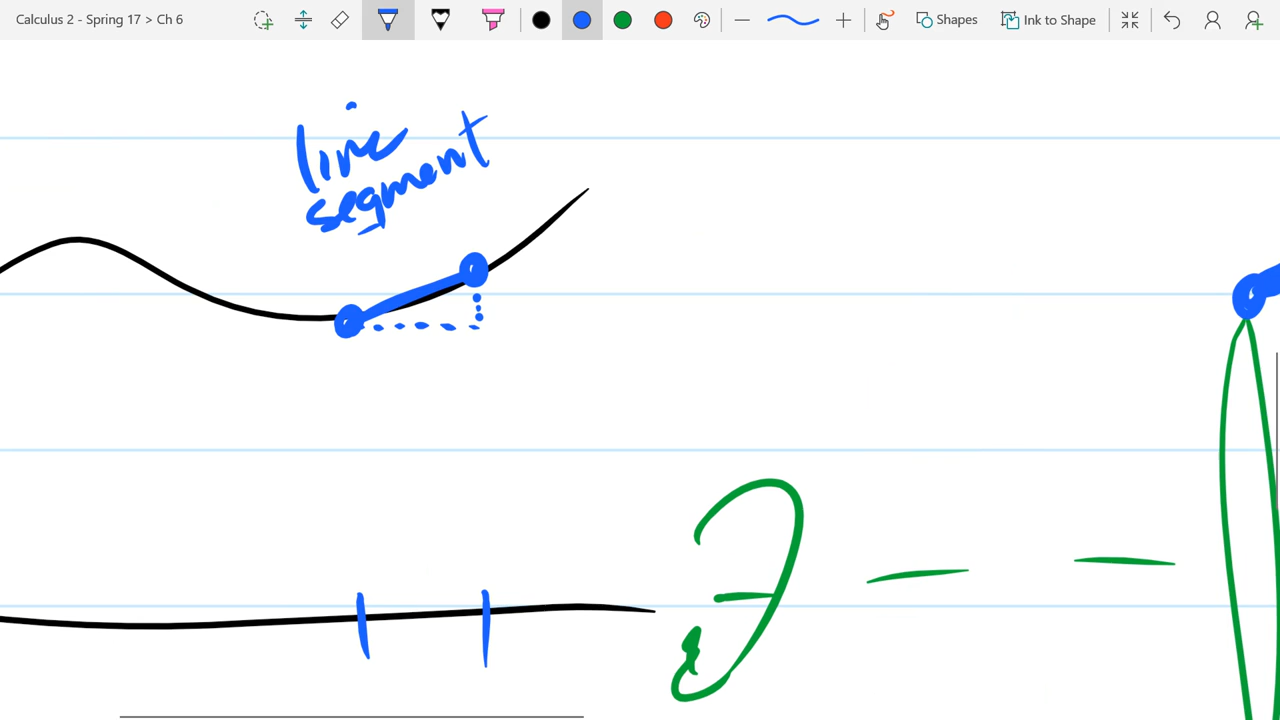 Calculus 2 - Spring 17 > Ch 6
Shapes
Ink to Shape
line
segment